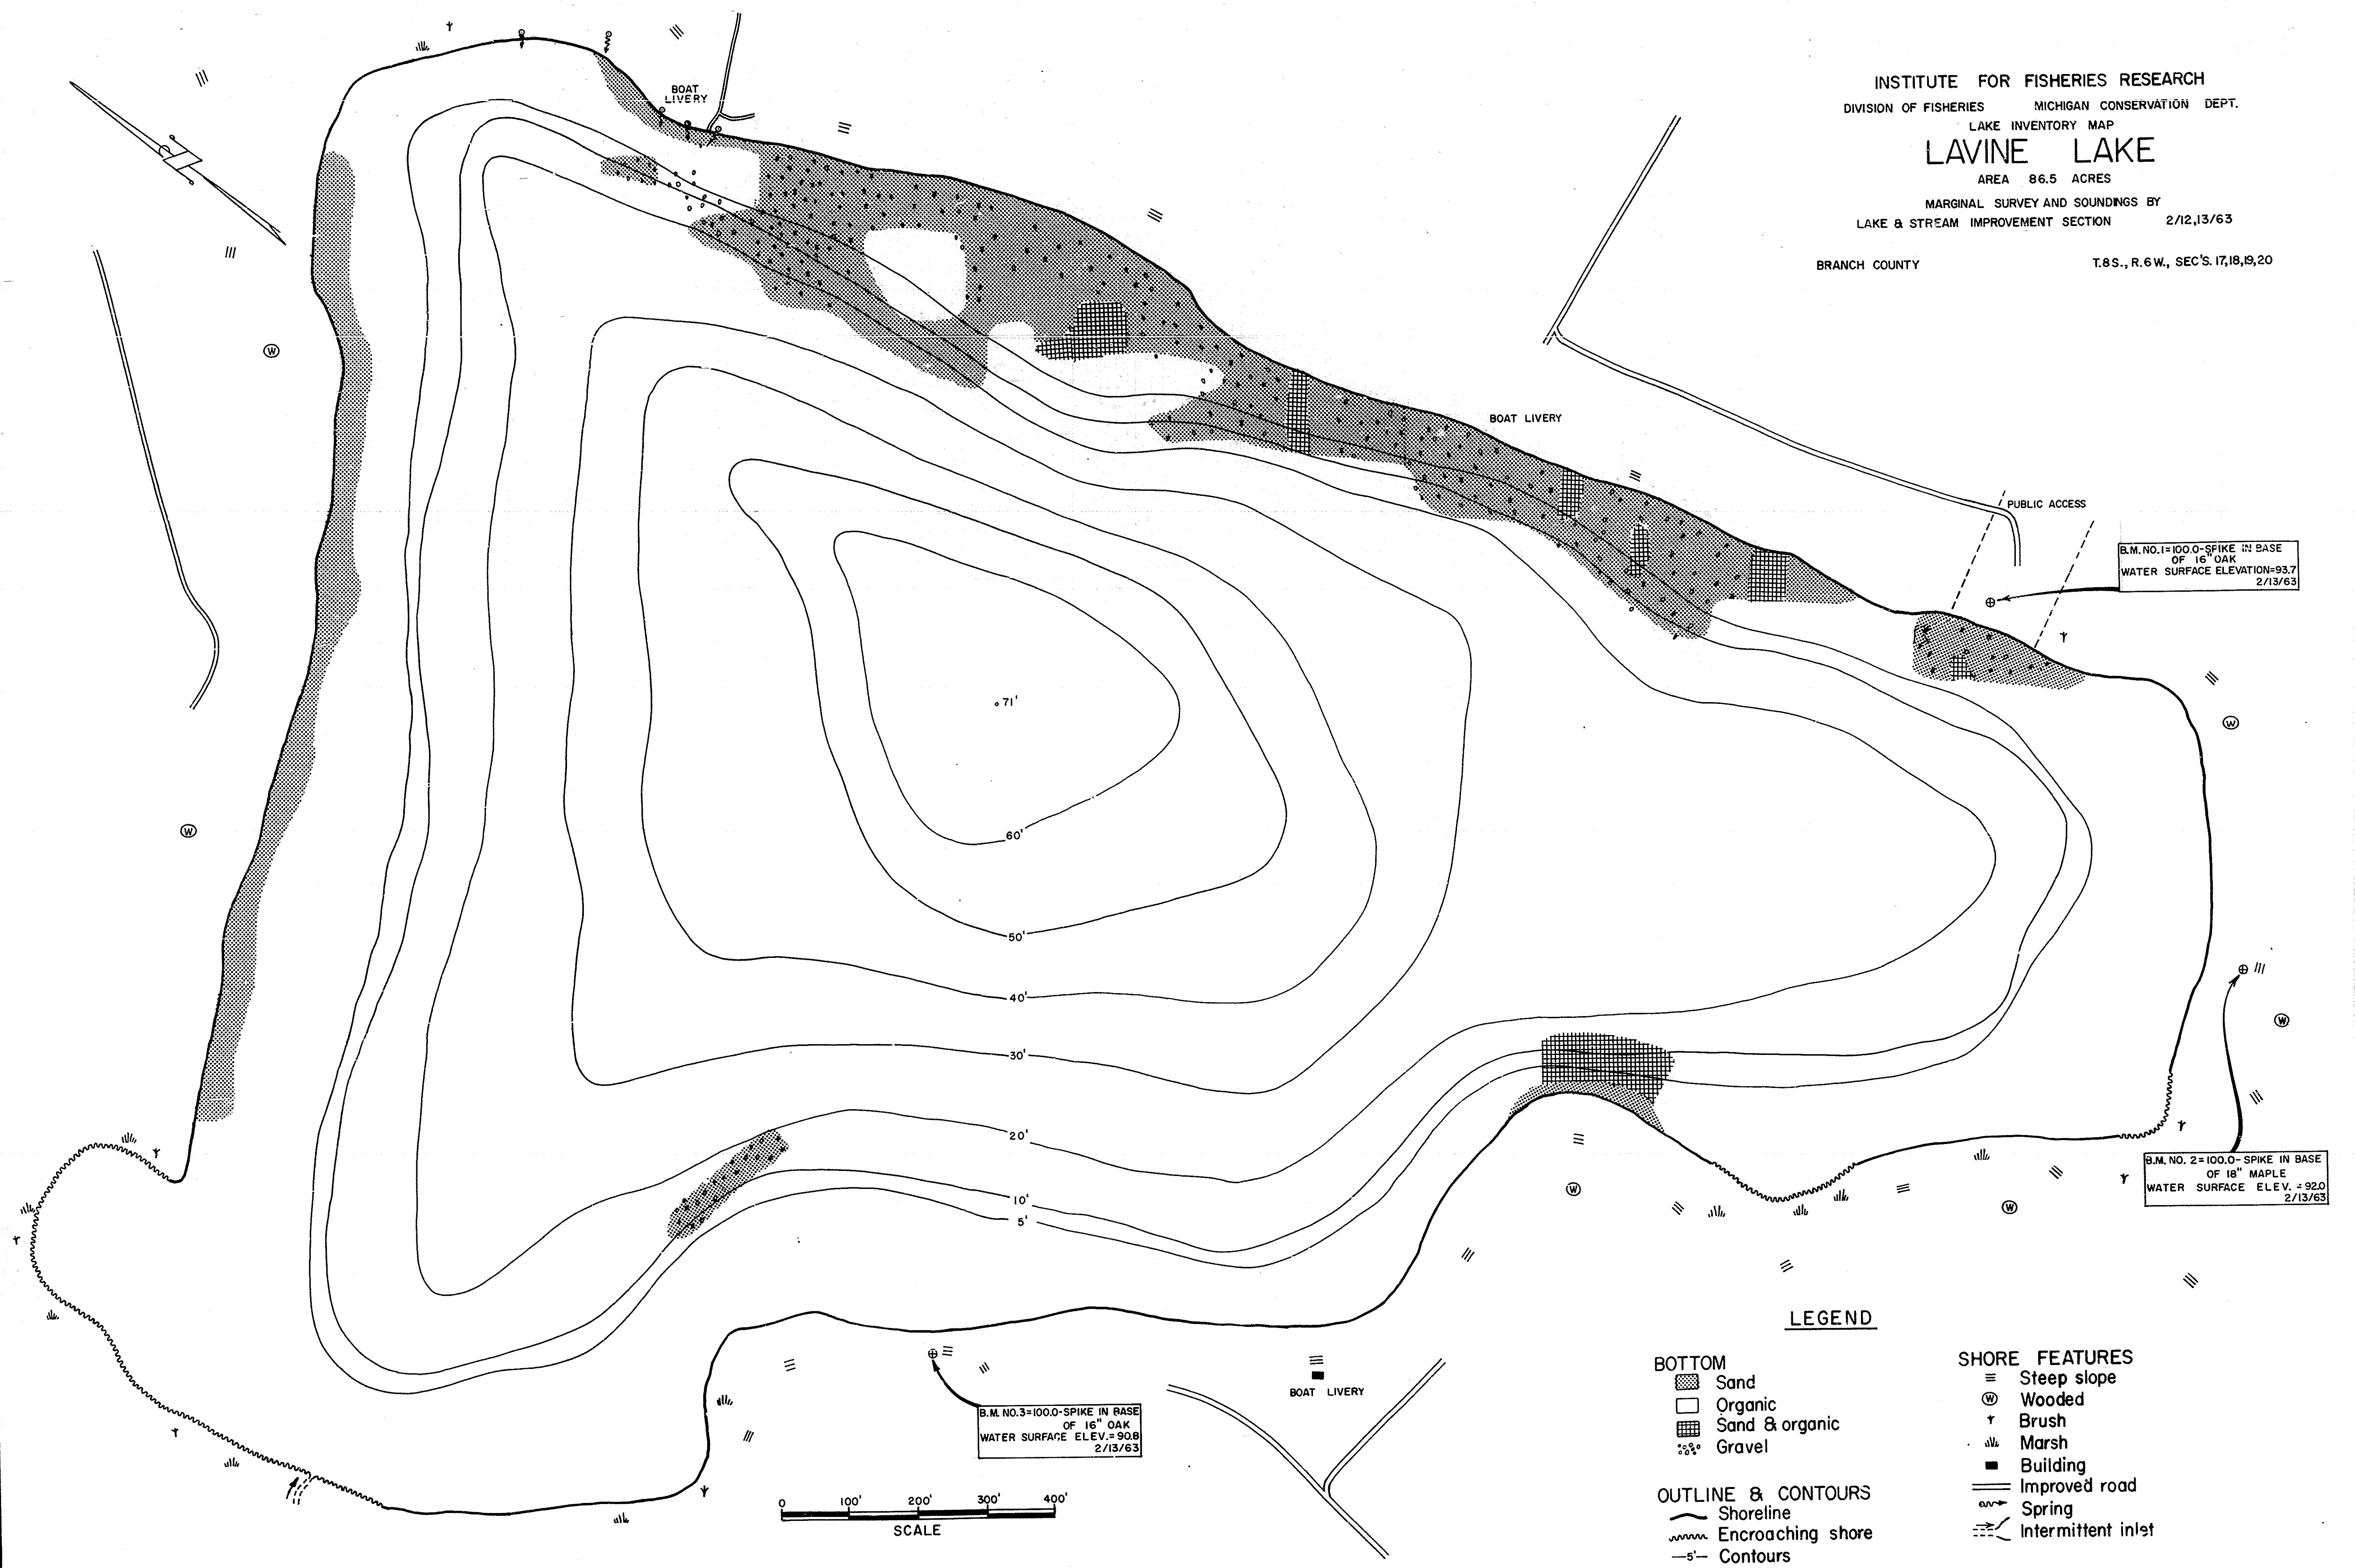 INSTITUTE FOR FISHERIES RESEARCH
DIVISION OF FISHERIES MICHIGAN CONSERVATION DEPT.
LAKE INVENTORY MAP
LAVINE LAKE
AREA 86.5 ACRES
MARGINAL SURVEY AND SOUNDINGS BY
LAKE & STREAM IMPROVEMENT SECTION 2/12,13/63
BRANCH COUNTY T.8S., R.6W., SEC'S. 17,18,19,20
BOAT
LIVERY
BOAT LIVERY
PUBLIC ACCESS
B.M. NO. 1=100.0-SPIKE IN BASE
OF 16" OAK
WATER SURFACE ELEVATION=93.7
2/13/63
W
W
W
W
W
W
71'
60'
50'
40'
30'
20'
10'
5'
B.M. NO. 2=100.0-SPIKE IN BASE
OF 18" MAPLE
WATER SURFACE ELEV. =92.0
2/13/63
B.M. NO.3=100.0-SPIKE IN BASE
OF 16" OAK
WATER SURFACE ELEV.=90.8
2/13/63
BOAT LIVERY
0 100' 200' 300' 400'
SCALE
LEGEND
BOTTOM
Sand
Organic
Sand & organic
Gravel
OUTLINE & CONTOURS
Shoreline
Encroaching shore
5' Contours
SHORE FEATURES
Steep slope
W Wooded
Brush
Marsh
Building
Improved road
Spring
Intermittent inlet